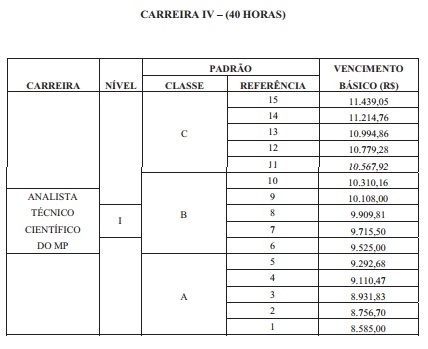 CARREIRA IV – (40 HORAS)
PADRÃO VENCIMENTO
CARREIRA NÍVEL CLASSE REFERÊNCIA BÁSICO (R$)
15 11.439,05
14 11.214,76
C 13 10.994,86
12 10.779,28
11 10.567,92
10 10.310,16
ANALISTA 9 10.108,00
TÉCNICO I B 8 9.909,81
CIENTÍFICO 7 9.715,50
DO MP 6 9.525,00
5 9.292,68
4 9.110,47
A 3 8.931,83
2 8.756,70
1 8.585,00